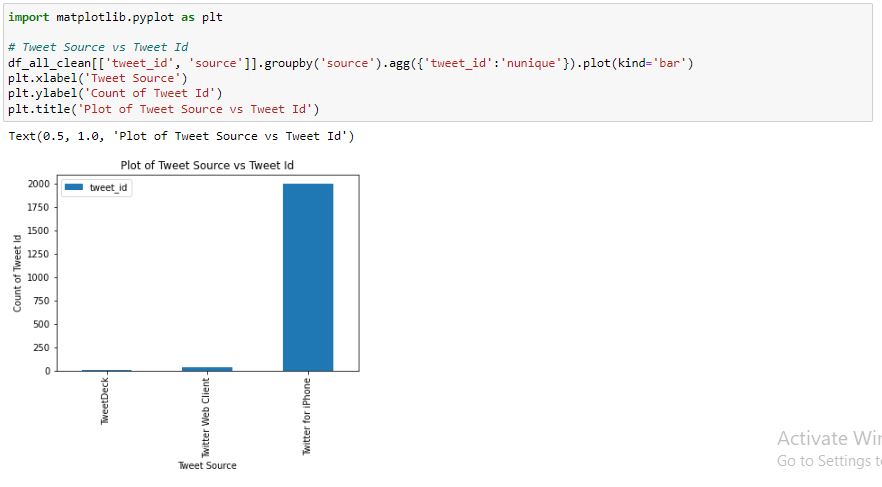 import matplotlib.pyplot as plt
# Tweet Source vs Tweet Id
df_all_clean[['tweet_id', 'source']].groupby('source').agg({'tweet_id':'nunique'}).plot(kind='bar')
plt.xlabel('Tweet Source')
plt.ylabel('Count of Tweet Id')
plt.title('Plot of Tweet Source vs Tweet Id')
Text(0.5, 1.0, 'Plot of Tweet Source vs Tweet Id')
Plot of Tweet Source vs Tweet Id
tweet_id
2000
1750
1500
1250
1000
750
500
250
0
Count of Tweet Id
TweetDeck
Twitter Web Client
Twitter for iPhone
Tweet Source
Activate Wi
Go to Settings t